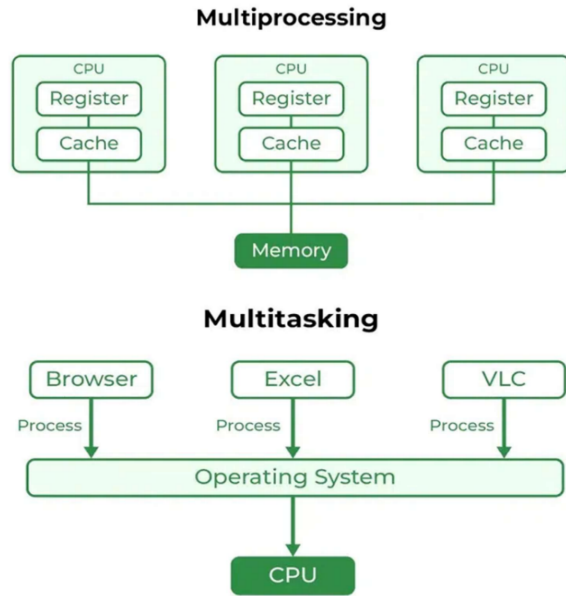 Multiprocessing
CPU CPU CPU
Register Register Register
Cache Cache Cache
Memory
Multitasking
Browser Excel VLC
Process Process Process
Operating System
CPU